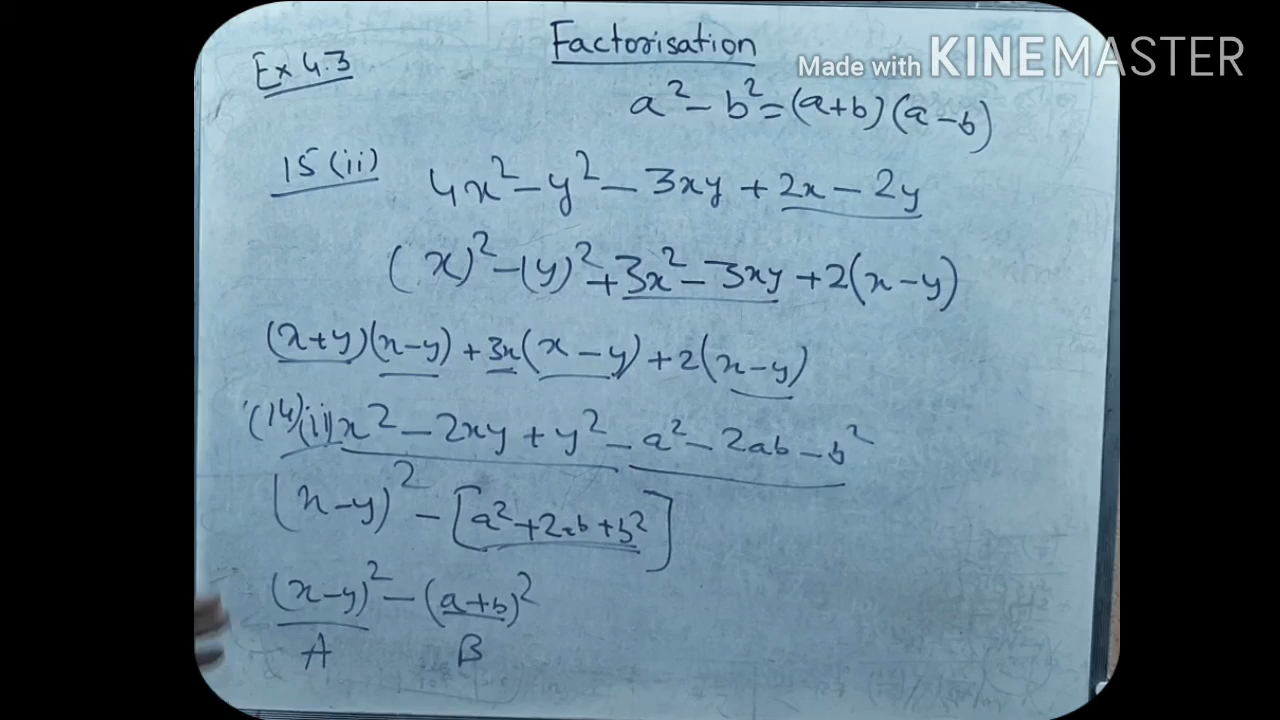 Factorisation
Made with KINEMASTER
Ex 4.3
a² - b² = (a+b)(a-b)
15 (ii) 4x² - y² - 3xy + 2x - 2y
(x)² - (y)² + 3x² - 3xy + 2(x-y)
(x+y)(x-y) + 3x(x-y) + 2(x-y)
(14)(ii) x² - 2xy + y² - a² - 2ab - b²
(x-y)² - [a² + 2ab + b²]
(x-y)² - (a+b)²
A B